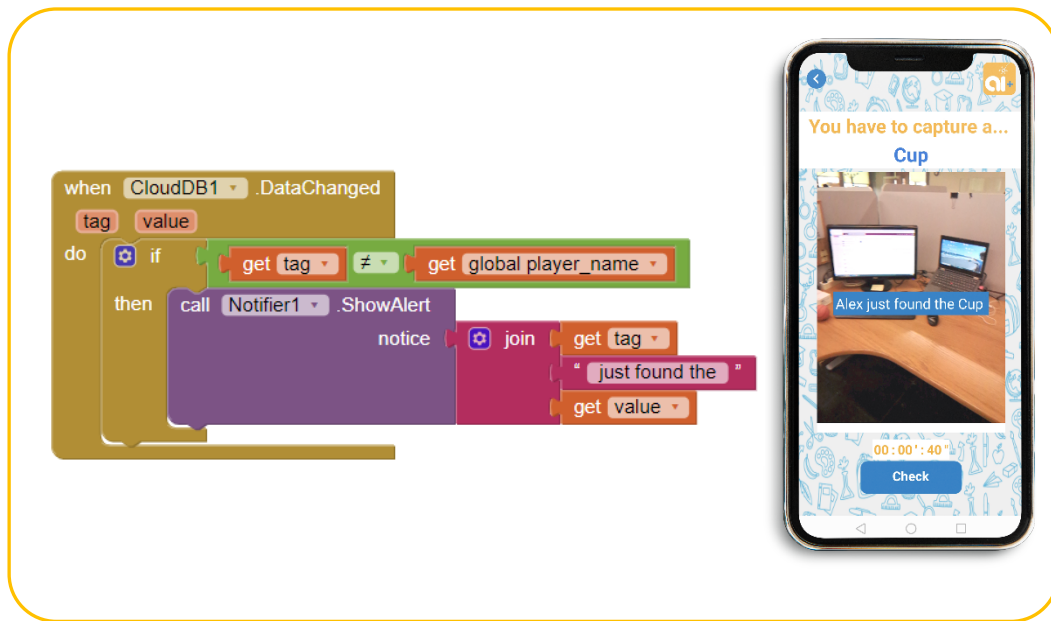 when CloudDB1 .DataChanged
tag value
do if get tag ≠ get global player_name
then call Notifier1 .ShowAlert
notice join get tag
“ just found the ”
get value
ai+
You have to capture a...
Cup
Alex just found the Cup
00:00':40"
Check